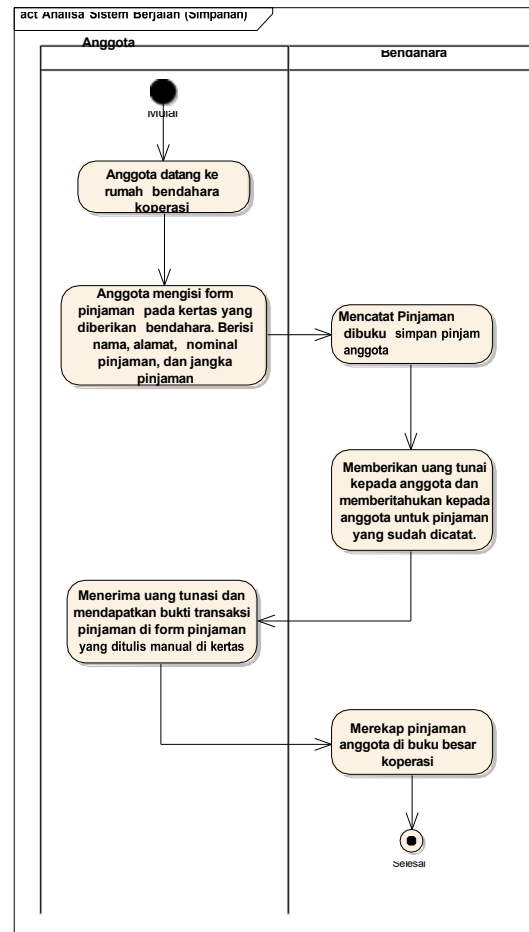 act Analisa Sistem Berjalan (Simpanan)
Anggota
Bendahara
Mulai
Anggota datang ke
rumah bendahara
koperasi
Anggota mengisi form
pinjaman pada kertas yang
diberikan bendahara. Berisi
nama, alamat, nominal
pinjaman, dan jangka
pinjaman
Mencatat Pinjaman
dibuku simpan pinjam
anggota
Memberikan uang tunai
kepada anggota dan
memberitahukan kepada
anggota untuk pinjaman
yang sudah dicatat.
Menerima uang tunasi dan
mendapatkan bukti transaksi
pinjaman di form pinjaman
yang ditulis manual di kertas
Merekap pinjaman
anggota di buku besar
koperasi
Selesai